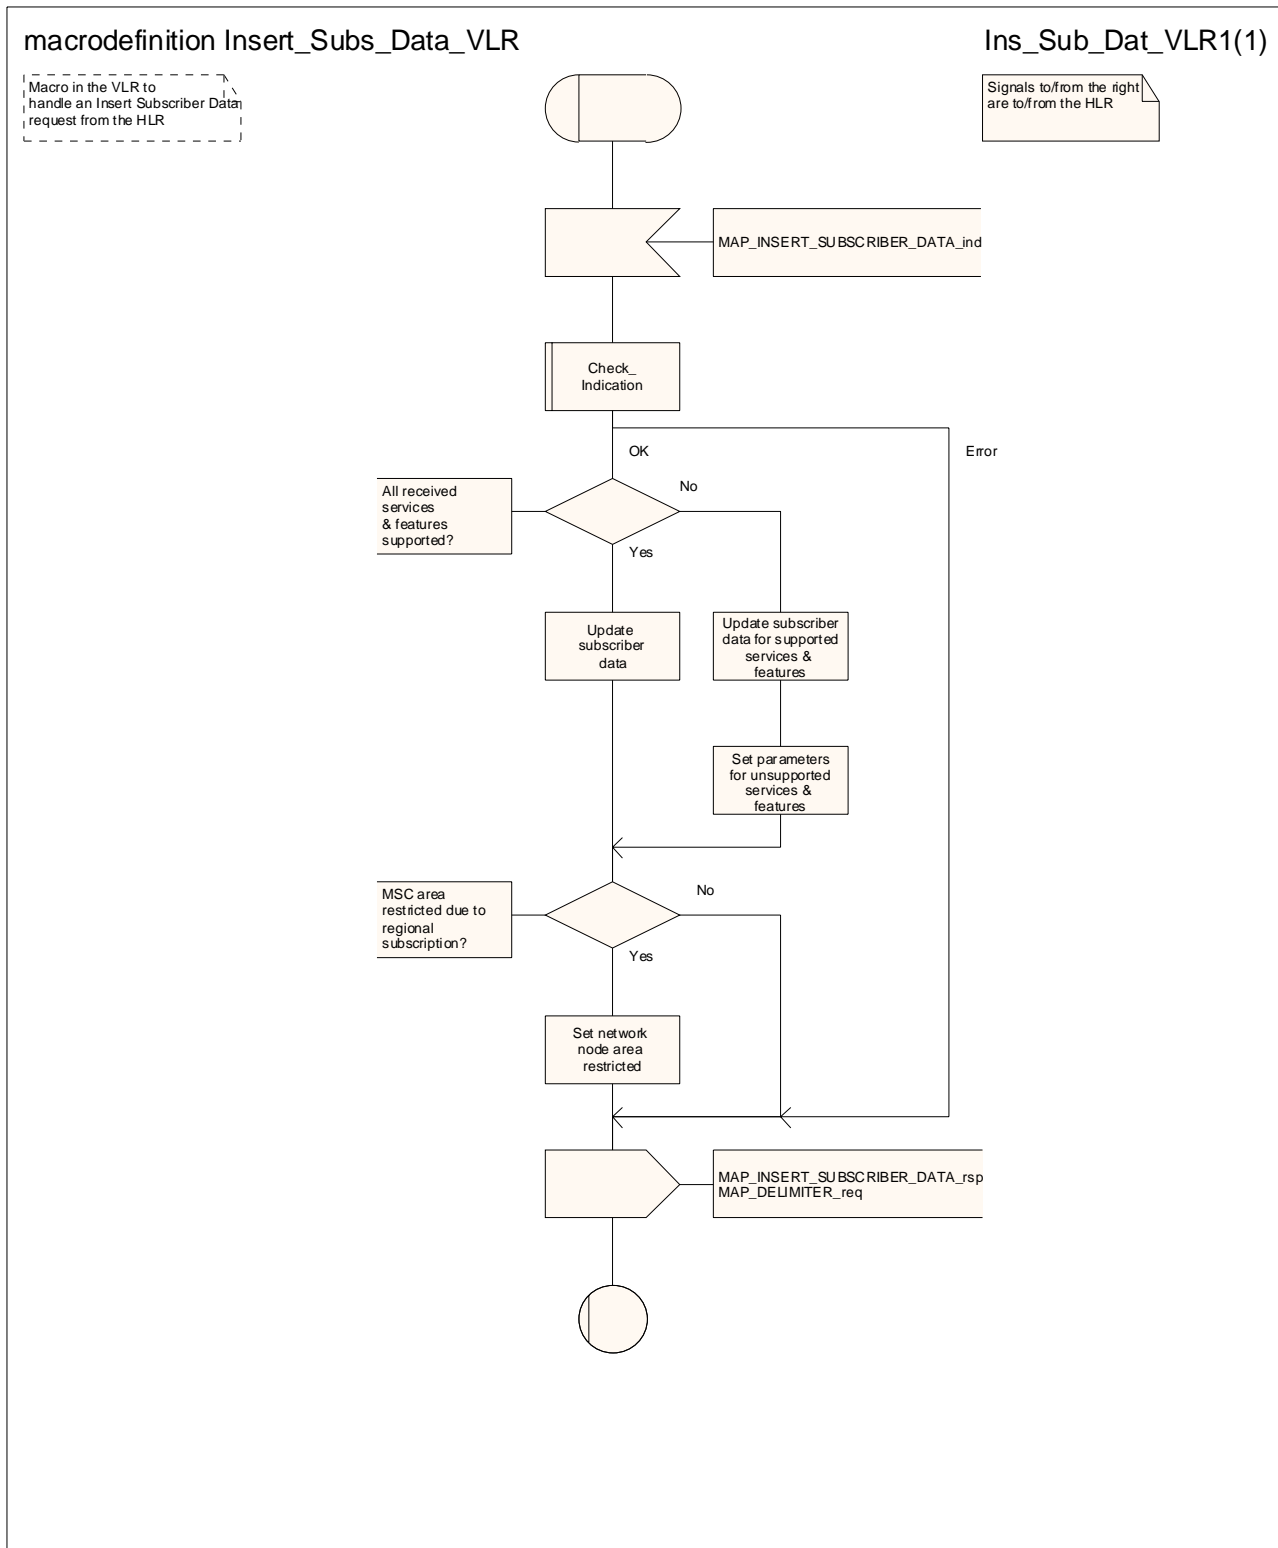 macrodefinition Insert_Subs_Data_VLR
Ins_Sub_Dat_VLR1(1)
Macro in the VLR to
handle an Insert Subscriber Data
request from the HLR
Signals to/from the right
are to/from the HLR
MAP_INSERT_SUBSCRIBER_DATA_ind
Check_
Indication
OK
Error
All received
services
& features
supported?
No
Yes
Update
subscriber
data
Update subscriber
data for supported
services &
features
Set parameters
for unsupported
services &
features
MSC area
restricted due to
regional
subscription?
No
Yes
Set network
node area
restricted
MAP_INSERT_SUBSCRIBER_DATA_rsp
MAP_DELIMITER_req